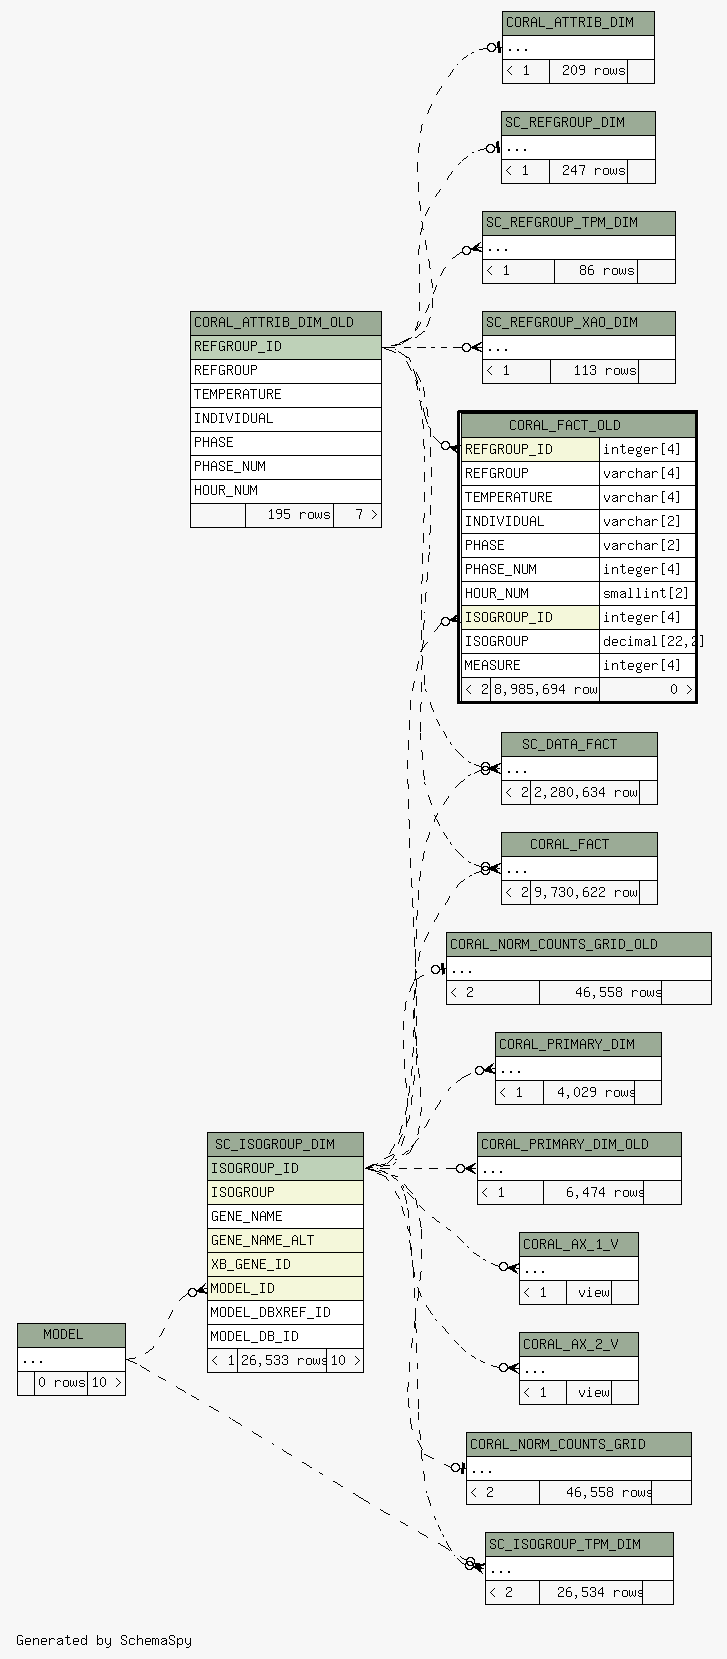 CORAL_ATTRIB_DIM
...
< 1 209 rows
SC_REFGROUP_DIM
...
< 1 247 rows
SC_REFGROUP_TPM_DIM
...
< 1 86 rows
CORAL_ATTRIB_DIM_OLD
REFGROUP_ID
REFGROUP
TEMPERATURE
INDIVIDUAL
PHASE
PHASE_NUM
HOUR_NUM
195 rows 7 >
SC_REFGROUP_XAO_DIM
...
< 1 113 rows
CORAL_FACT_OLD
REFGROUP_ID integer[4]
REFGROUP varchar[4]
TEMPERATURE varchar[4]
INDIVIDUAL varchar[2]
PHASE varchar[2]
PHASE_NUM integer[4]
HOUR_NUM smallint[2]
ISOGROUP_ID integer[4]
ISOGROUP decimal[22,2]
MEASURE integer[4]
< 2 8,985,694 row 0 >
SC_DATA_FACT
...
< 2 2,280,634 row
CORAL_FACT
...
< 2 9,730,622 row
CORAL_NORM_COUNTS_GRID_OLD
...
< 2 46,558 rows
CORAL_PRIMARY_DIM
...
< 1 4,029 rows
SC_ISOGROUP_DIM
ISOGROUP_ID
ISOGROUP
GENE_NAME
GENE_NAME_ALT
XB_GENE_ID
MODEL_ID
MODEL_DBXREF_ID
MODEL_DB_ID
< 1 26,533 rows 10 >
CORAL_PRIMARY_DIM_OLD
...
< 1 6,474 rows
CORAL_AX_1_V
...
< 1 view
MODEL
...
0 rows 10 >
CORAL_AX_2_V
...
< 1 view
CORAL_NORM_COUNTS_GRID
...
< 2 46,558 rows
SC_ISOGROUP_TPM_DIM
...
< 2 26,534 rows
Generated by SchemaSpy